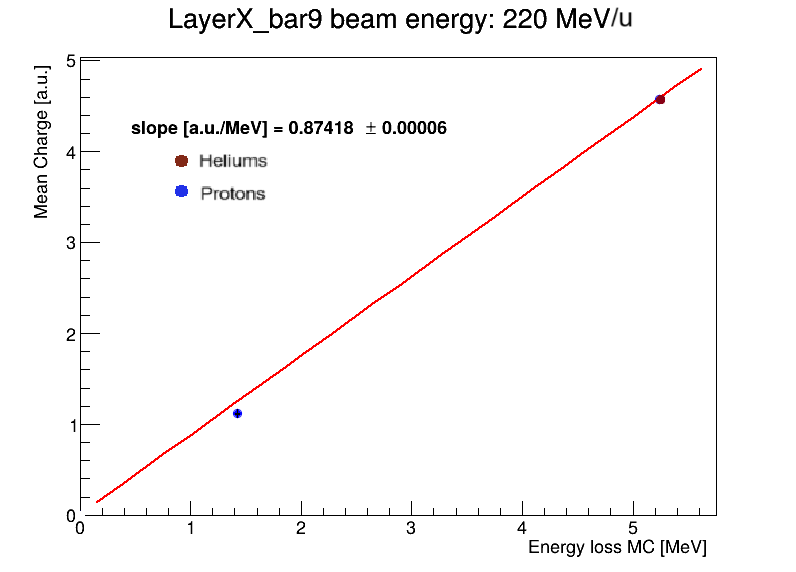 LayerX_bar9 beam energy: 220 MeV/u
Mean Charge [a.u.]
5
4
3
2
1
0
slope [a.u./MeV] = 0.87418 ± 0.00006
Heliums
Protons
0 1 2 3 4 5
Energy loss MC [MeV]